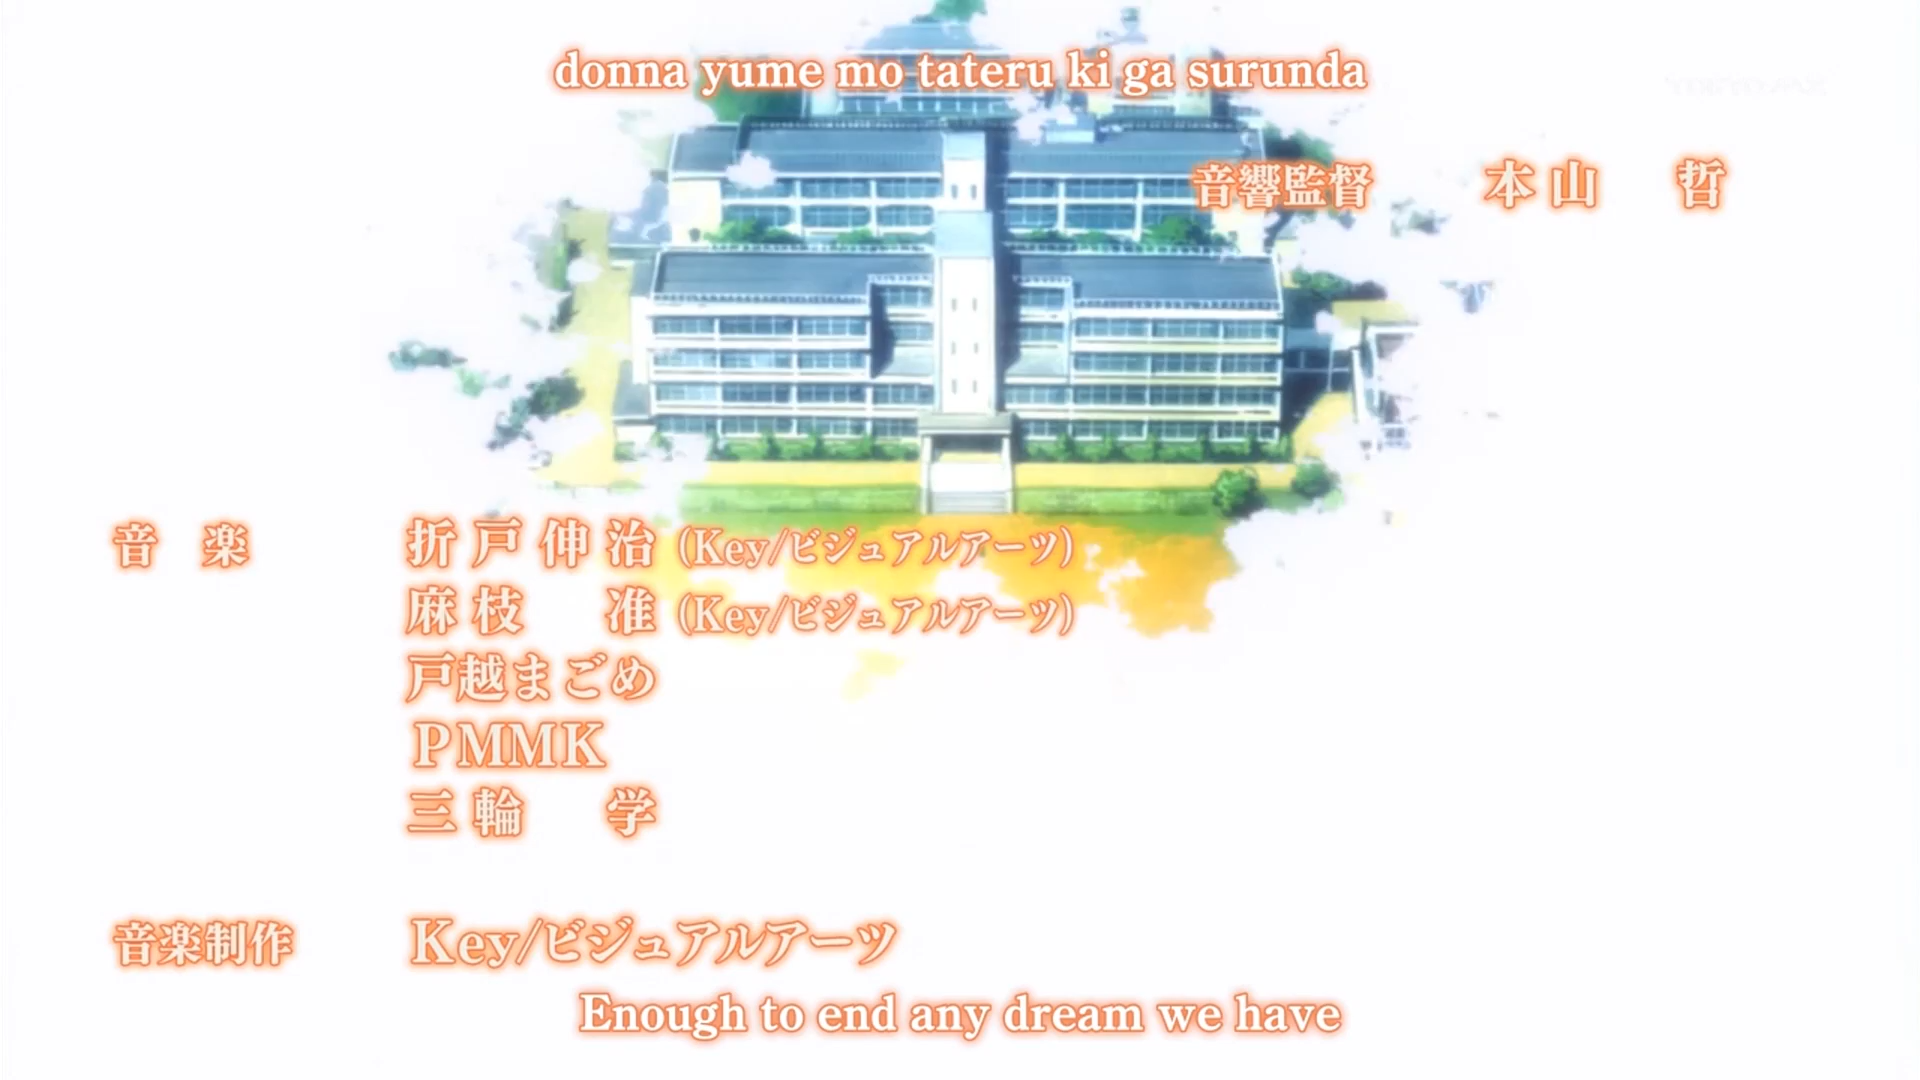 donna yume mo tateru ki ga surunda
音響監督 本山 哲
音楽 折戸伸治 (Key/ビジュアルアーツ)
麻枝 准 (Key/ビジュアルアーツ)
戸越まごめ
PMMK
三輪 学
音楽制作 Key/ビジュアルアーツ
Enough to end any dream we have